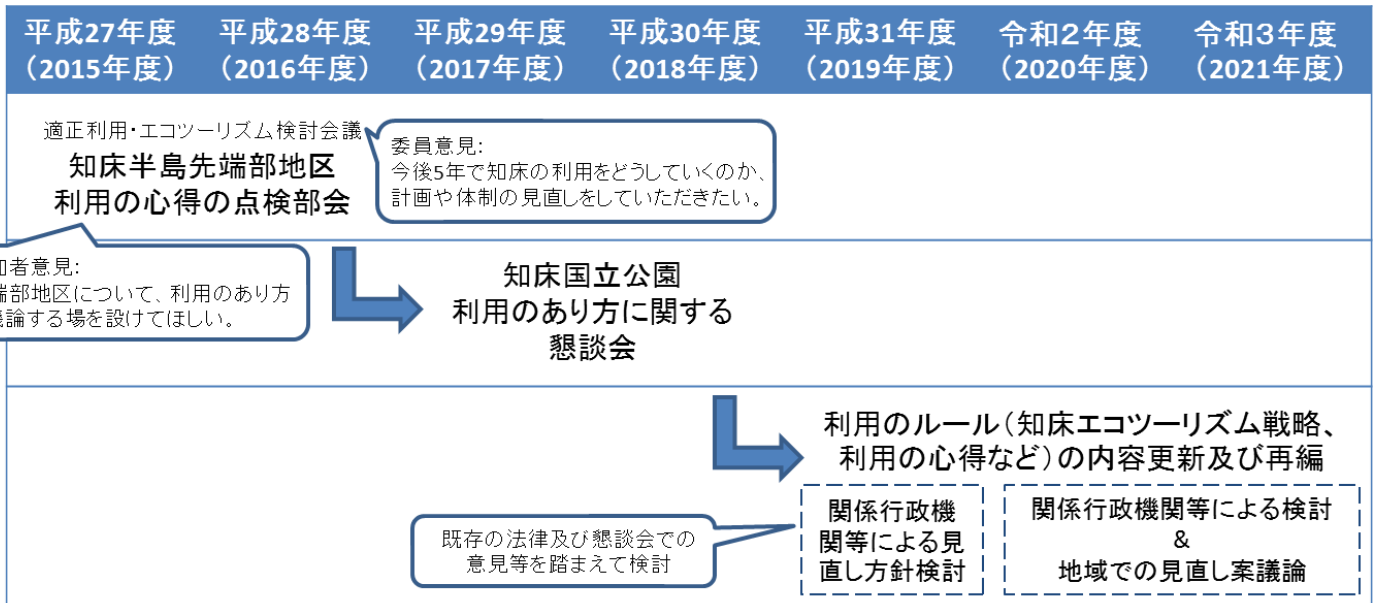 平成27年度 平成28年度 平成29年度 平成30年度 平成31年度 令和２年度 令和３年度
（2015年度） （2016年度） （2017年度） （2018年度） （2019年度） （2020年度） （2021年度）
適正利用・エコツーリズム検討会議
知床半島先端部地区
利用の心得の点検部会
委員意見：
今後5年で知床の利用をどうしていくのか、
計画や体制の見直しをしていただきたい。
加者意見：
端部地区について、利用のあり方
議論する場を設けてほしい。
知床国立公園
利用のあり方に関する
懇談会
利用のルール（知床エコツーリズム戦略、
利用の心得など）の内容更新及び再編
既存の法律及び懇談会での
意見等を踏まえて検討
関係行政機
関等による見
直し方針検討
関係行政機関等による検討
&
地域での見直し案議論